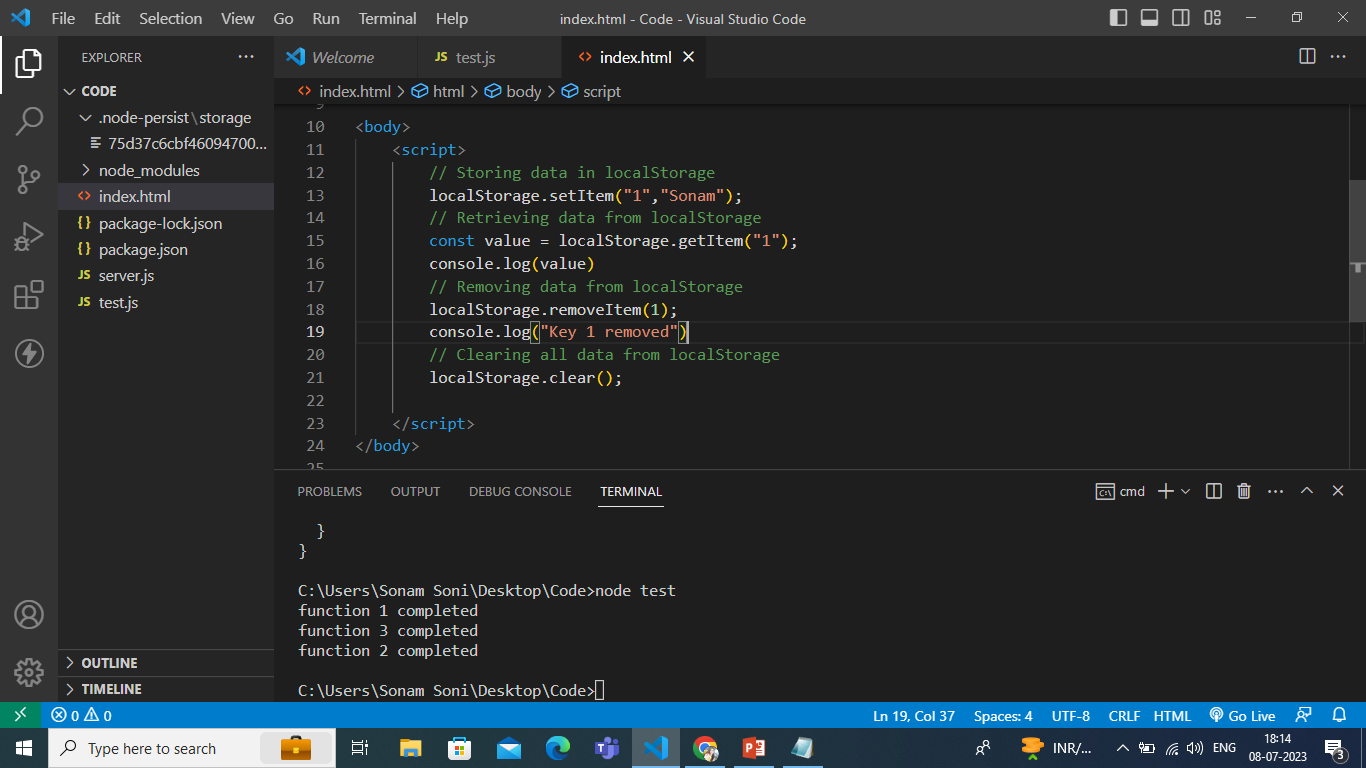 File Edit Selection View Go Run Terminal Help index.html - Code - Visual Studio Code
EXPLORER
CODE
.node-persist\storage
75d37c6cbf46094700...
node_modules
index.html
package-lock.json
package.json
server.js
test.js
OUTLINE
TIMELINE
Welcome JS test.js index.html
index.html > html > body > script
9
10 <body>
11 <script>
12 // Storing data in localStorage
13 localStorage.setItem("1","Sonam");
14 // Retrieving data from localStorage
15 const value = localStorage.getItem("1");
16 console.log(value)
17 // Removing data from localStorage
18 localStorage.removeItem(1);
19 console.log("Key 1 removed")
20 // Clearing all data from localStorage
21 localStorage.clear();
22
23 </script>
24 </body>
25
PROBLEMS OUTPUT DEBUG CONSOLE TERMINAL cmd
}
}
C:\Users\Sonam Soni\Desktop\Code>node test
function 1 completed
function 3 completed
function 2 completed
C:\Users\Sonam Soni\Desktop\Code>
0 0 Ln 19, Col 37 Spaces: 4 UTF-8 CRLF HTML Go Live
Type here to search INR/... ENG 18:14
08-07-2023 3